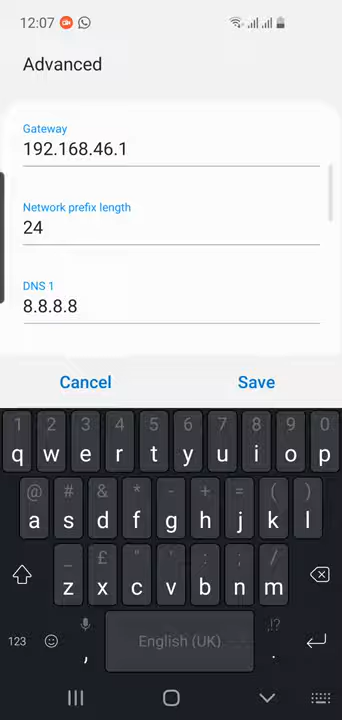 12:07
Advanced
Gateway
192.168.46.1
Network prefix length
24
DNS 1
8.8.8.8
Cancel Save
1 2 3 4 5 6 7 8 9 0
q w e r t y u i o p
@ # & * - + = ( )
a s d f g h j k l
_ £ " ' : ; /
z x c v b n m
,!?
123 , English (UK) .